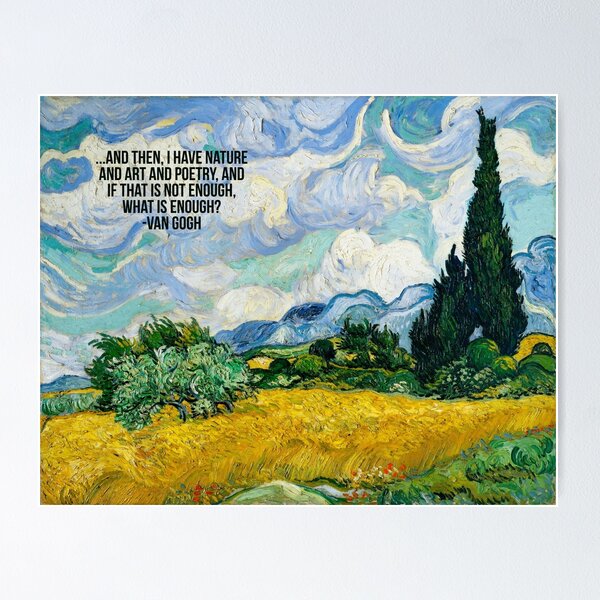 ...AND THEN, I HAVE NATURE
AND ART AND POETRY, AND
IF THAT IS NOT ENOUGH,
WHAT IS ENOUGH?
-VAN GOGH